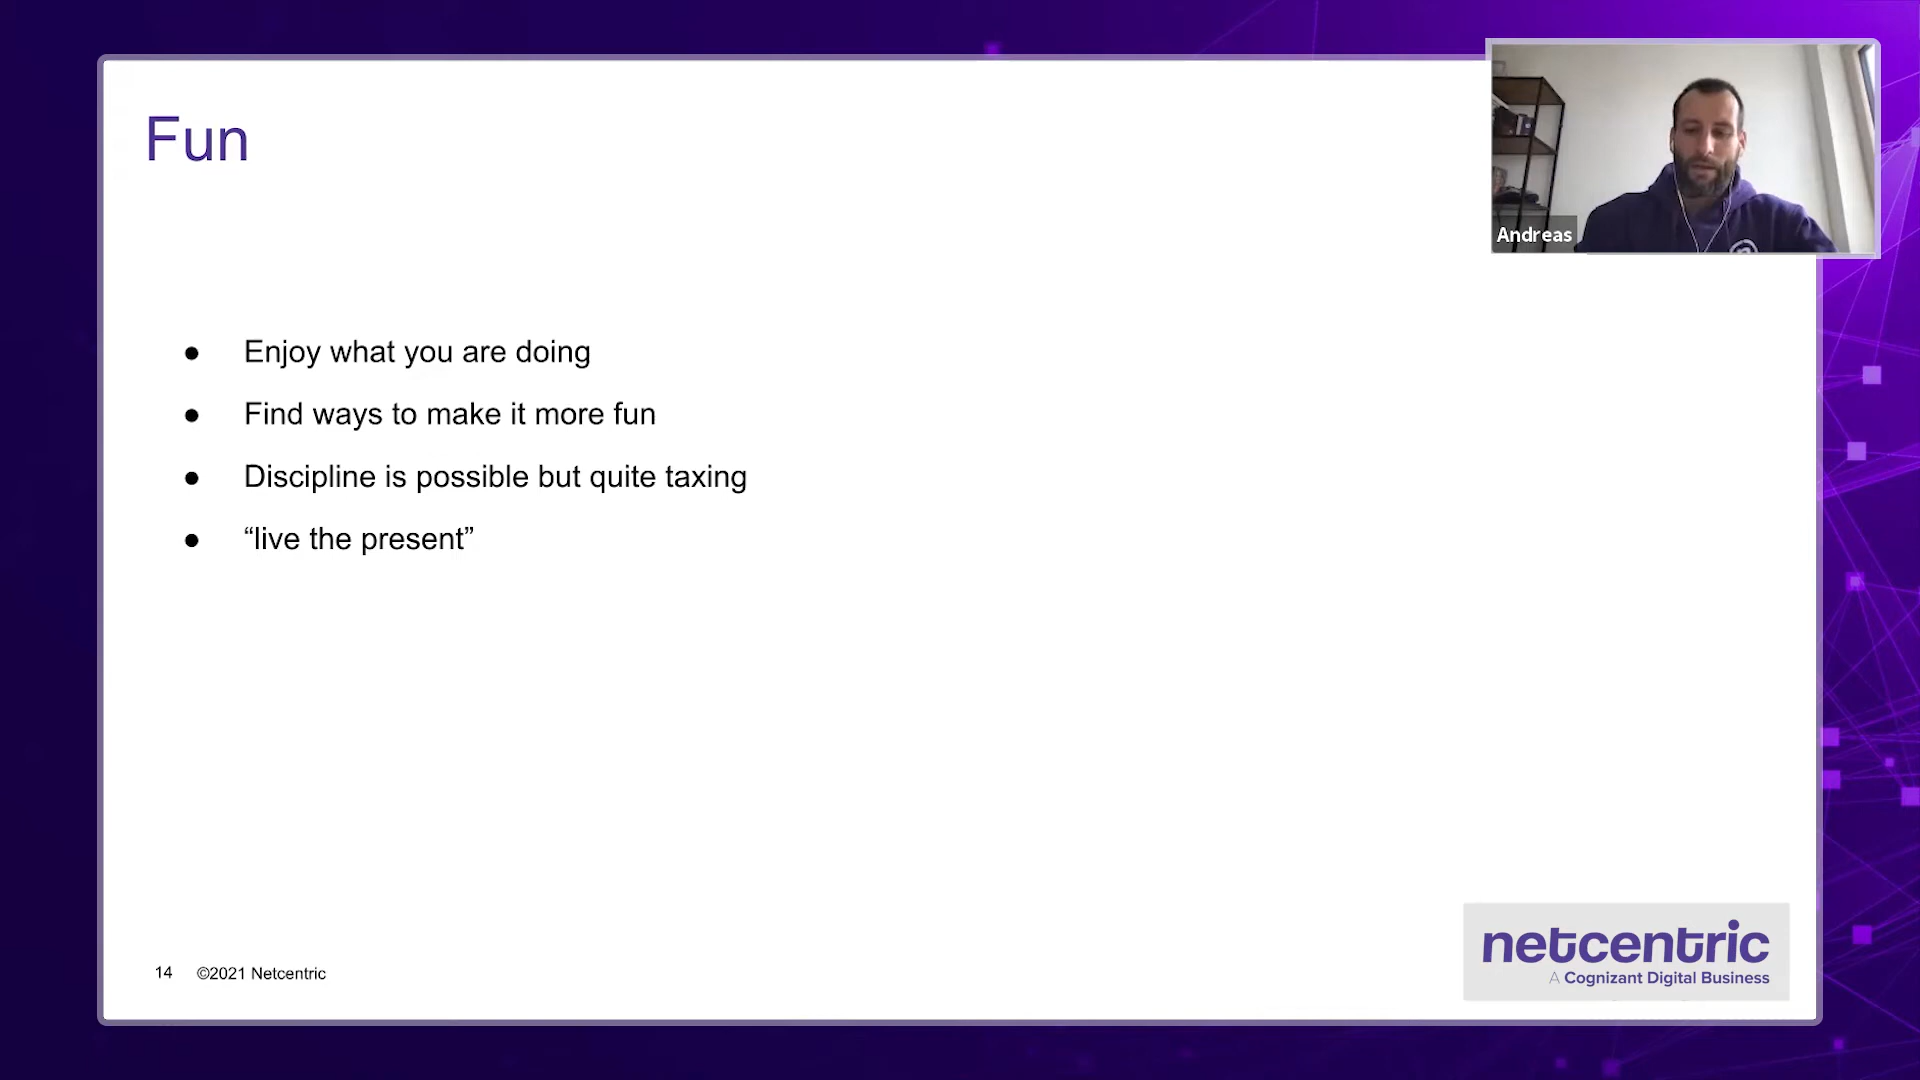 Fun
Andreas
● Enjoy what you are doing
● Find ways to make it more fun
● Discipline is possible but quite taxing
● “live the present”
14 ©2021 Netcentric
netcentric
A Cognizant Digital Business